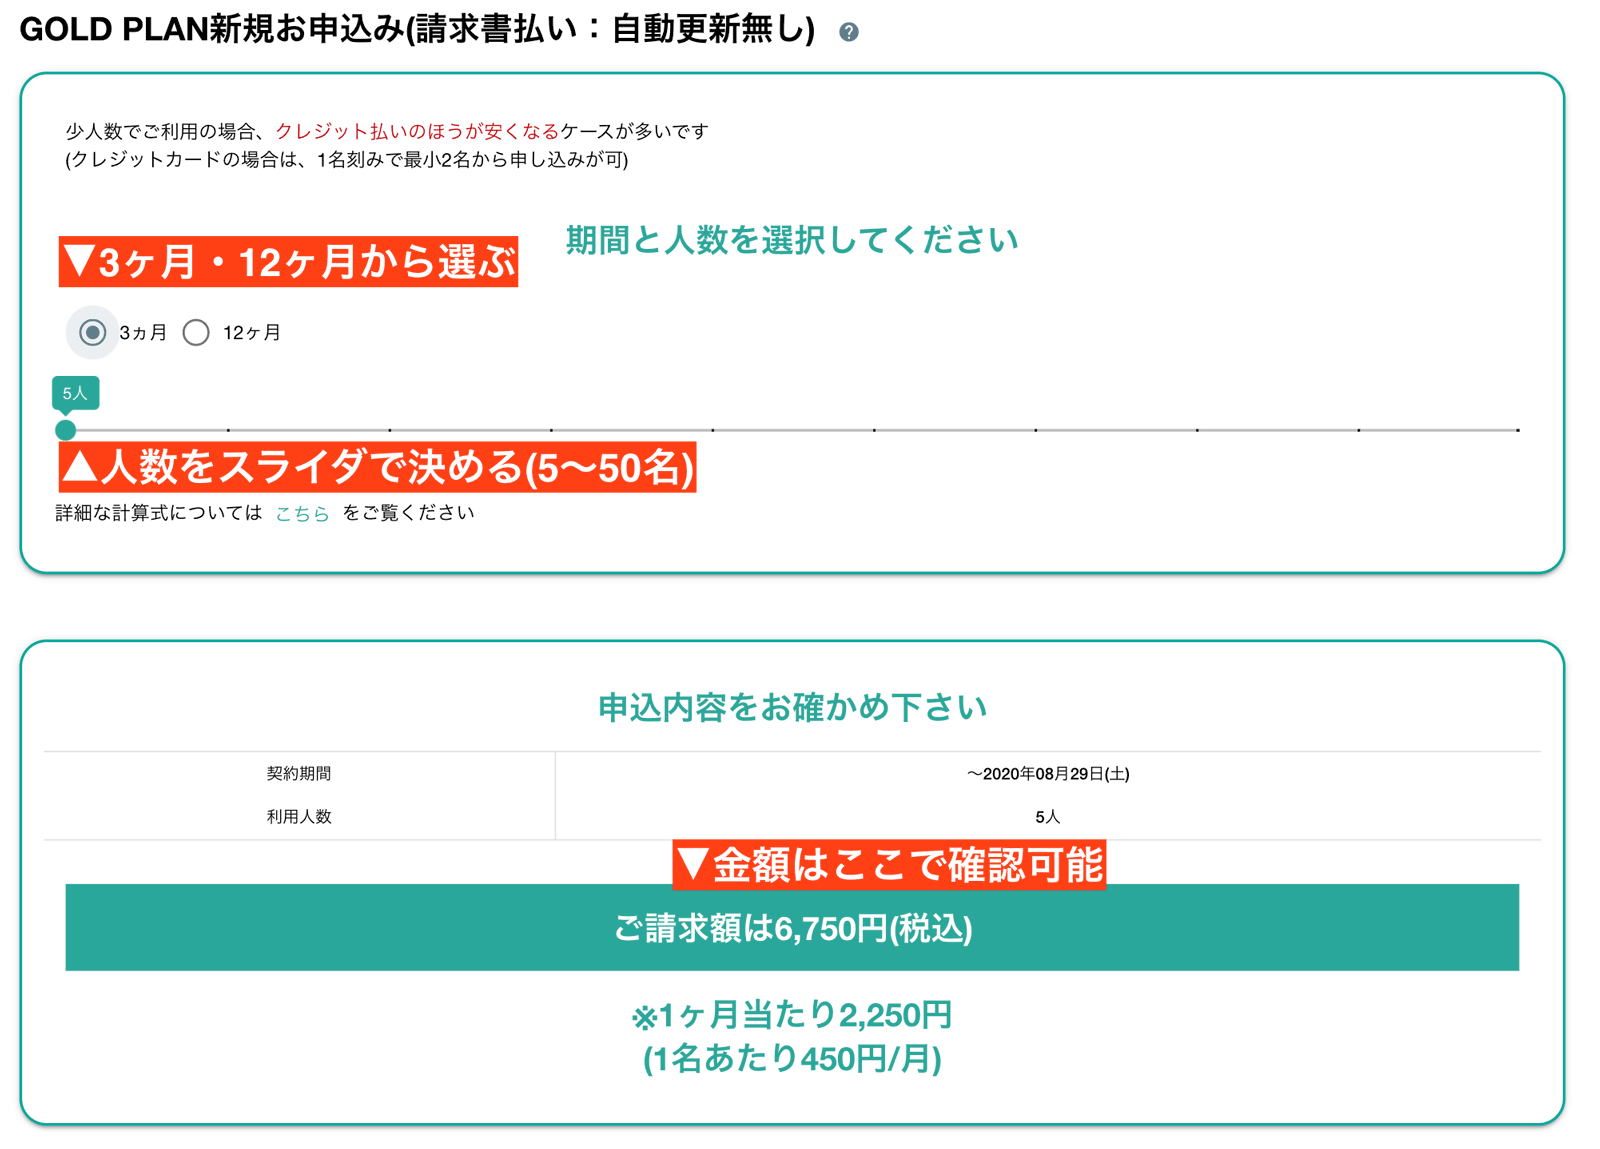 GOLD PLAN新規お申込み(請求書払い：自動更新無し) ?
少人数でご利用の場合、クレジット払いのほうが安くなるケースが多いです
(クレジットカードの場合は、1名刻みで最小2名から申し込みが可)
期間と人数を選択してください
▼3ヶ月・12ヶ月から選ぶ
3ヵ月 12ヶ月
5人
▲人数をスライダで決める(5〜50名)
詳細な計算式については こちら をご覧ください
申込内容をお確かめ下さい
契約期間 〜2020年08月29日(土)
利用人数 5人
▼金額はここで確認可能
ご請求額は6,750円(税込)
※1ヶ月当たり2,250円
(1名あたり450円/月)